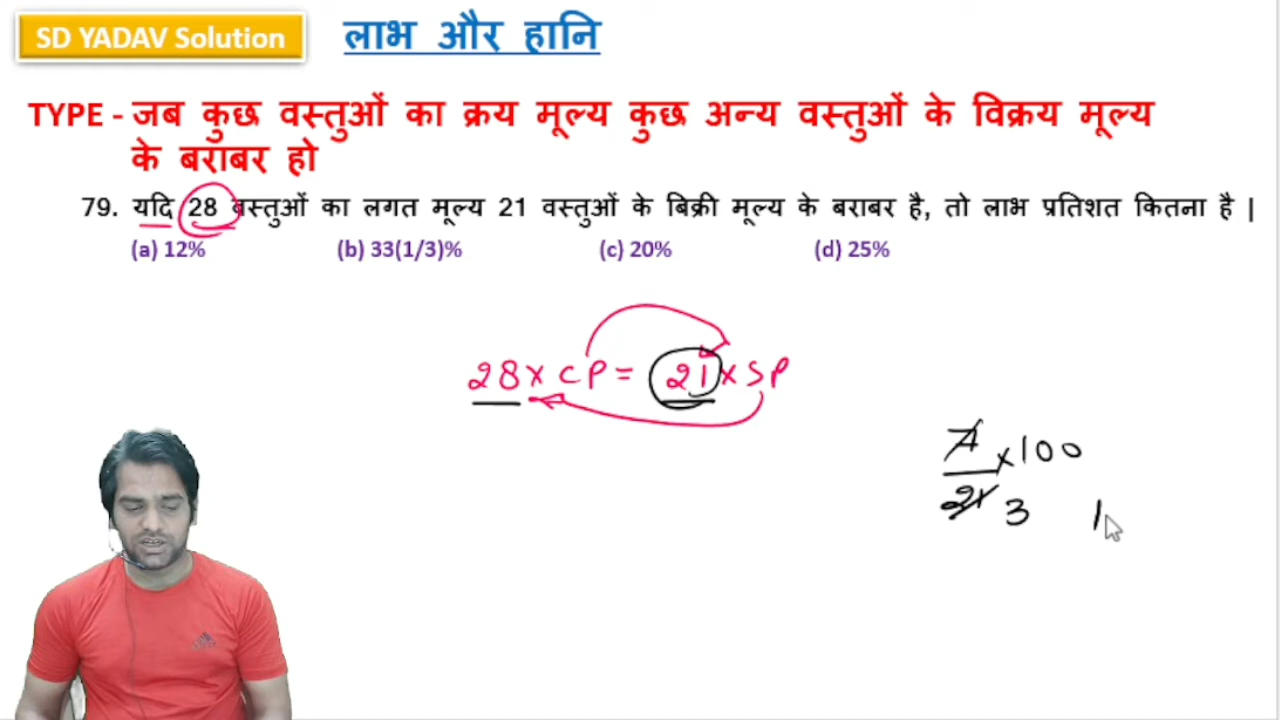 SD YADAV Solution
लाभ और हानि
TYPE - जब कुछ वस्तुओं का क्रय मूल्य कुछ अन्य वस्तुओं के विक्रय मूल्य
के बराबर हो
79. यदि 28 बस्तुओं का लगत मूल्य 21 वस्तुओं के बिक्री मूल्य के बराबर है, तो लाभ प्रतिशत कितना है |
(a) 12% (b) 33(1/3)% (c) 20% (d) 25%
28 x CP = 21 x SP
7 x 100
21 3 1